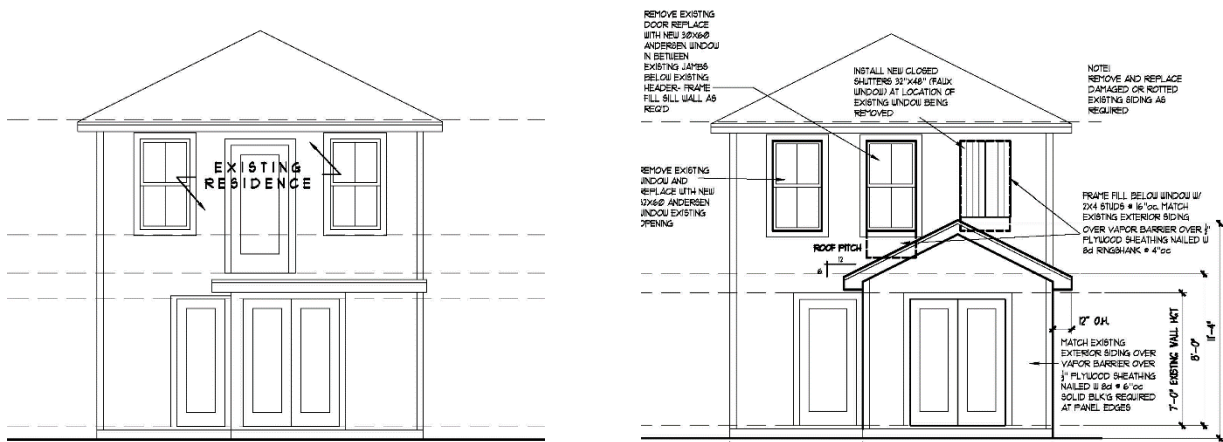 EXISTING
RESIDENCE
REMOVE EXISTING
DOOR REPLACE
WITH NEW 30X60
ANDERSEN WINDOW
IN BETWEEN
EXISTING JAMBS
BELOW EXISTING
HEADER- FRAME
FILL SILL WALL AS
REQ'D
INSTALL NEW CLOSED
SHUTTERS 32"X48" (FAUX
WINDOW) AT LOCATION OF
EXISTING WINDOW BEING
REMOVED
NOTE:
REMOVE AND REPLACE
DAMAGED OR ROTTED
EXISTING SIDING AS
REQUIRED
REMOVE EXISTING
WINDOW AND
REPLACE WITH NEW
ANDERSEN
WINDOW EXISTING
OPENING
FRAME FILL BELOW WINDOW W/
2X4 STUDS @ 16"oc. MATCH
EXISTING EXTERIOR SIDING
OVER VAPOR BARRIER OVER ½"
PLYWOOD SHEATHING NAILED W
8d RINGSHANK @ 4"oc
ROOF PITCH
12
12" O.H.
MATCH EXISTING
EXTERIOR SIDING OVER
VAPOR BARRIER OVER
½" PLYWOOD SHEATHING
NAILED W 8d @ 6"oc
SOLID BLK'G REQUIRED
AT PANEL EDGES
7'-0" EXISTING WALL HGT
8'-0"
11'-4"